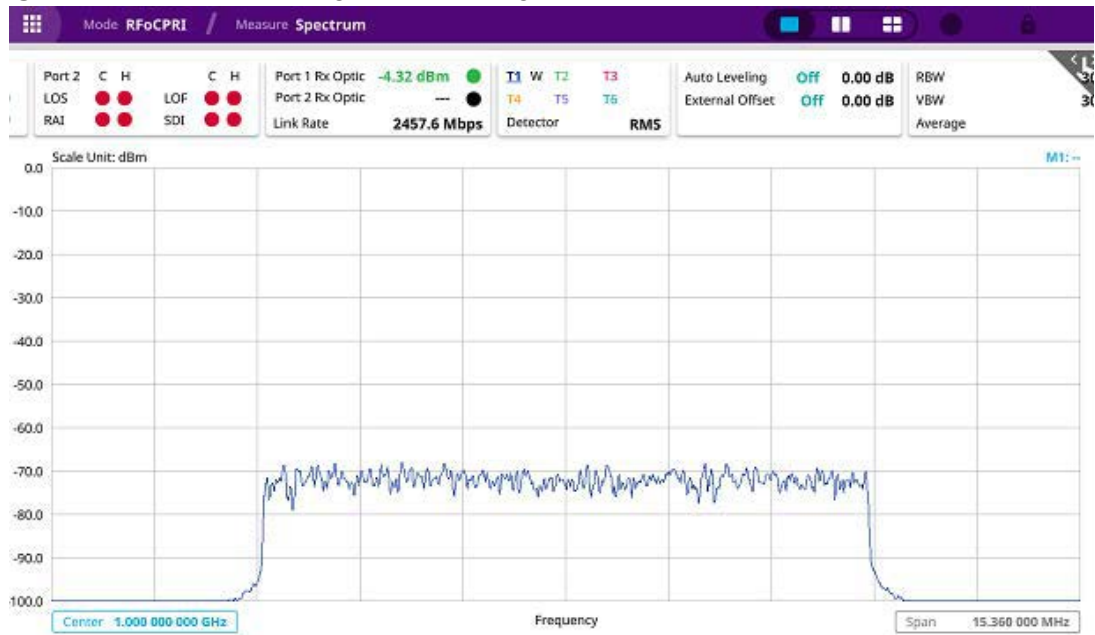 Mode RFoCPRI / Measure Spectrum
Port 2 C H C H
LOS LOF
RAI SDI
Port 1 Rx Optic -4.32 dBm
Port 2 Rx Optic ---
Link Rate 2457.6 Mbps
T1 W T2 T3
T4 T5 T6
Detector RMS
Auto Leveling Off 0.00 dB
External Offset Off 0.00 dB
RBW 30
VBW 30
Average
Scale Unit: dBm
M1: --
0.0
-10.0
-20.0
-30.0
-40.0
-50.0
-60.0
-70.0
-80.0
-90.0
-100.0
Center 1.000 000 000 GHz
Frequency
Span 15.360 000 MHz